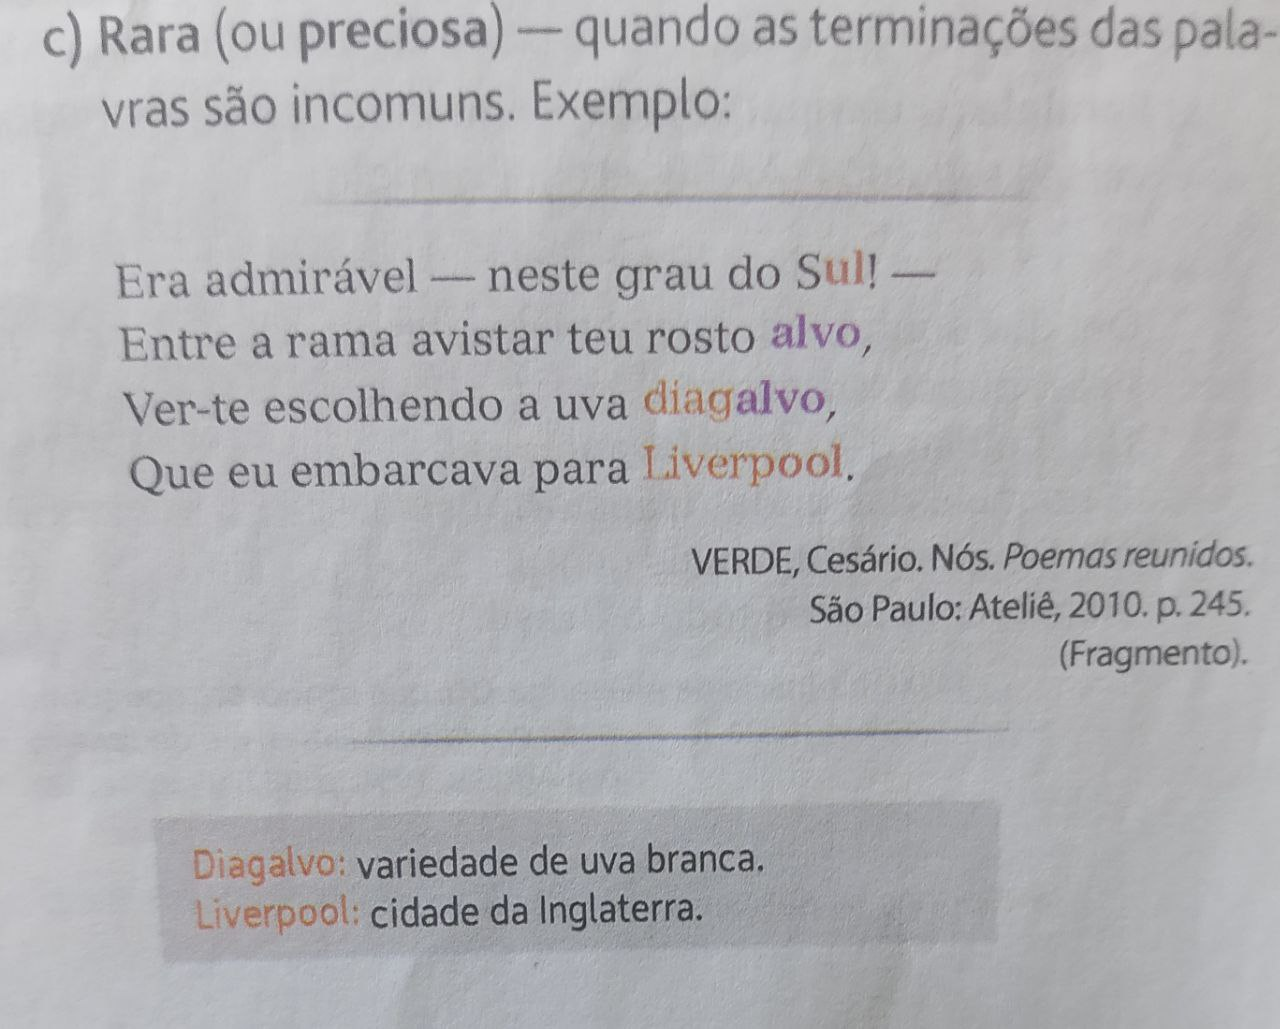 c) Rara (ou preciosa) — quando as terminações das pala-
vras são incomuns. Exemplo:
Era admirável — neste grau do Sul! —
Entre a rama avistar teu rosto alvo,
Ver-te escolhendo a uva diagalvo,
Que eu embarcava para Liverpool.
VERDE, Cesário. Nós. Poemas reunidos.
São Paulo: Ateliê, 2010. p. 245.
(Fragmento).
Diagalvo: variedade de uva branca.
Liverpool: cidade da Inglaterra.